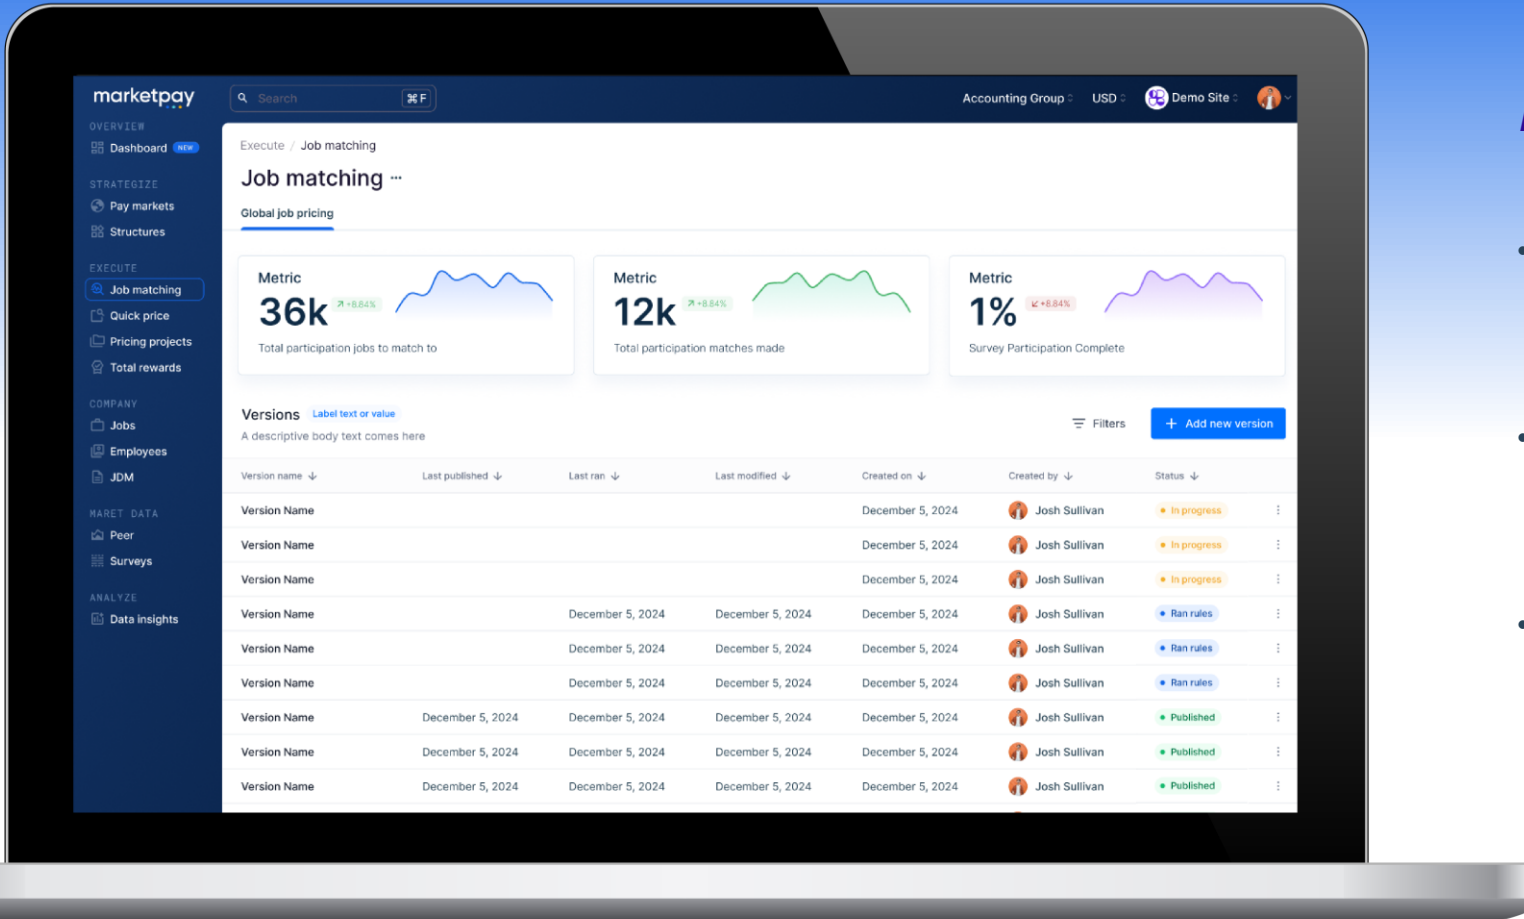 marketpay
Search
⌘ F
Accounting Group
USD
Demo Site
OVERVIEW
Dashboard NEW
STRATEGIZE
Pay markets
Structures
EXECUTE
Job matching
Quick price
Pricing projects
Total rewards
COMPANY
Jobs
Employees
JDM
MARET DATA
Peer
Surveys
ANALYZE
Data insights
Execute / Job matching
Job matching ···
Global job pricing
Metric
36k +8.84%
Total participation jobs to match to
Metric
12k +8.84%
Total participation matches made
Metric
1% +8.84%
Survey Participation Complete
Versions Label text or value
A descriptive body text comes here
Filters
+ Add new version
Version name Last published Last ran Last modified Created on Created by Status
Version Name December 5, 2024 Josh Sullivan In progress
Version Name December 5, 2024 Josh Sullivan In progress
Version Name December 5, 2024 Josh Sullivan In progress
Version Name December 5, 2024 December 5, 2024 December 5, 2024 Josh Sullivan Ran rules
Version Name December 5, 2024 December 5, 2024 December 5, 2024 Josh Sullivan Ran rules
Version Name December 5, 2024 December 5, 2024 December 5, 2024 Josh Sullivan Ran rules
Version Name December 5, 2024 December 5, 2024 December 5, 2024 December 5, 2024 Josh Sullivan Published
Version Name December 5, 2024 December 5, 2024 December 5, 2024 December 5, 2024 Josh Sullivan Published
Version Name December 5, 2024 December 5, 2024 December 5, 2024 December 5, 2024 Josh Sullivan Published